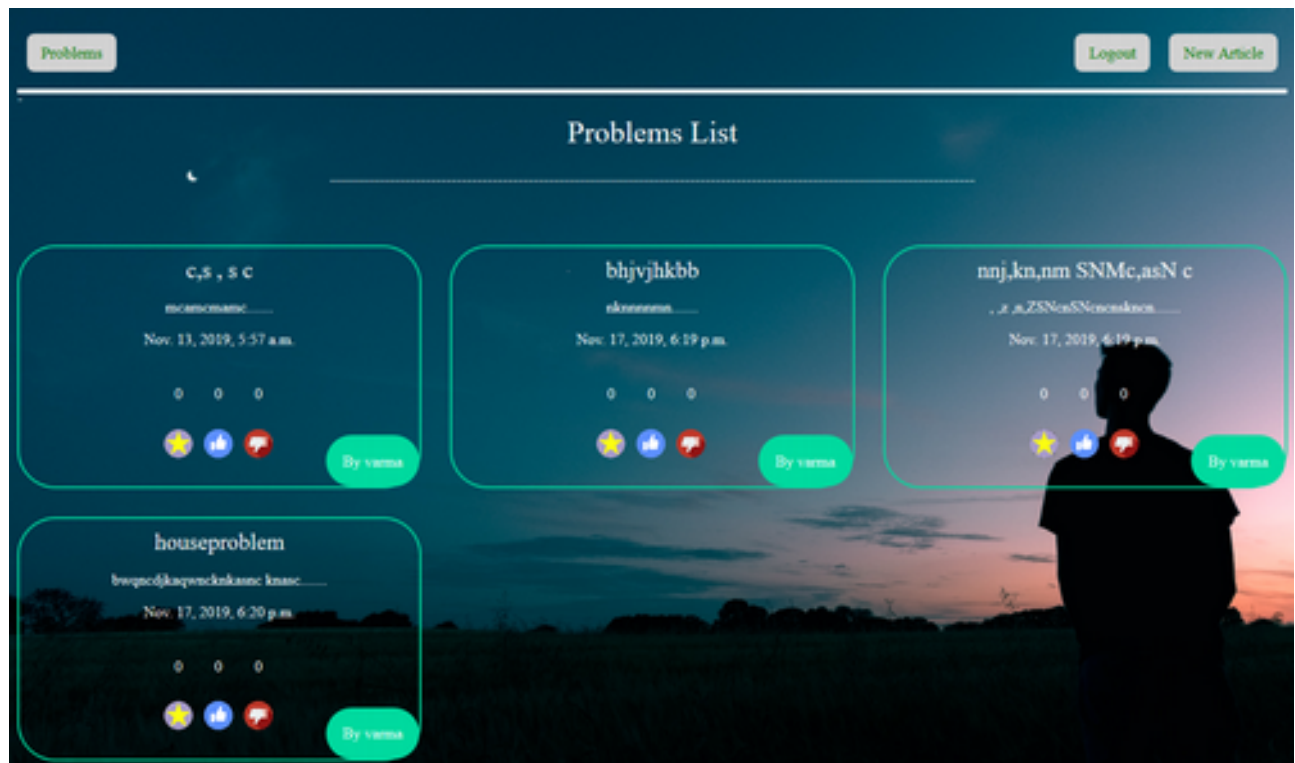 Problems
Logout
New Article
Problems List
c,s , s c
mcamcmamc.......
Nov. 13, 2019, 5:57 a.m.
0 0 0
By varma
bhjvjhkbb
Nov. 17, 2019, 6:19 p.m.
0 0 0
By varma
nnj,kn,nm SNMc,asN c
Nov. 17, 2019, 6:19 p.m.
0 0 0
By varma
houseproblem
Nov. 17, 2019, 6:20 p.m.
0 0 0
By varma